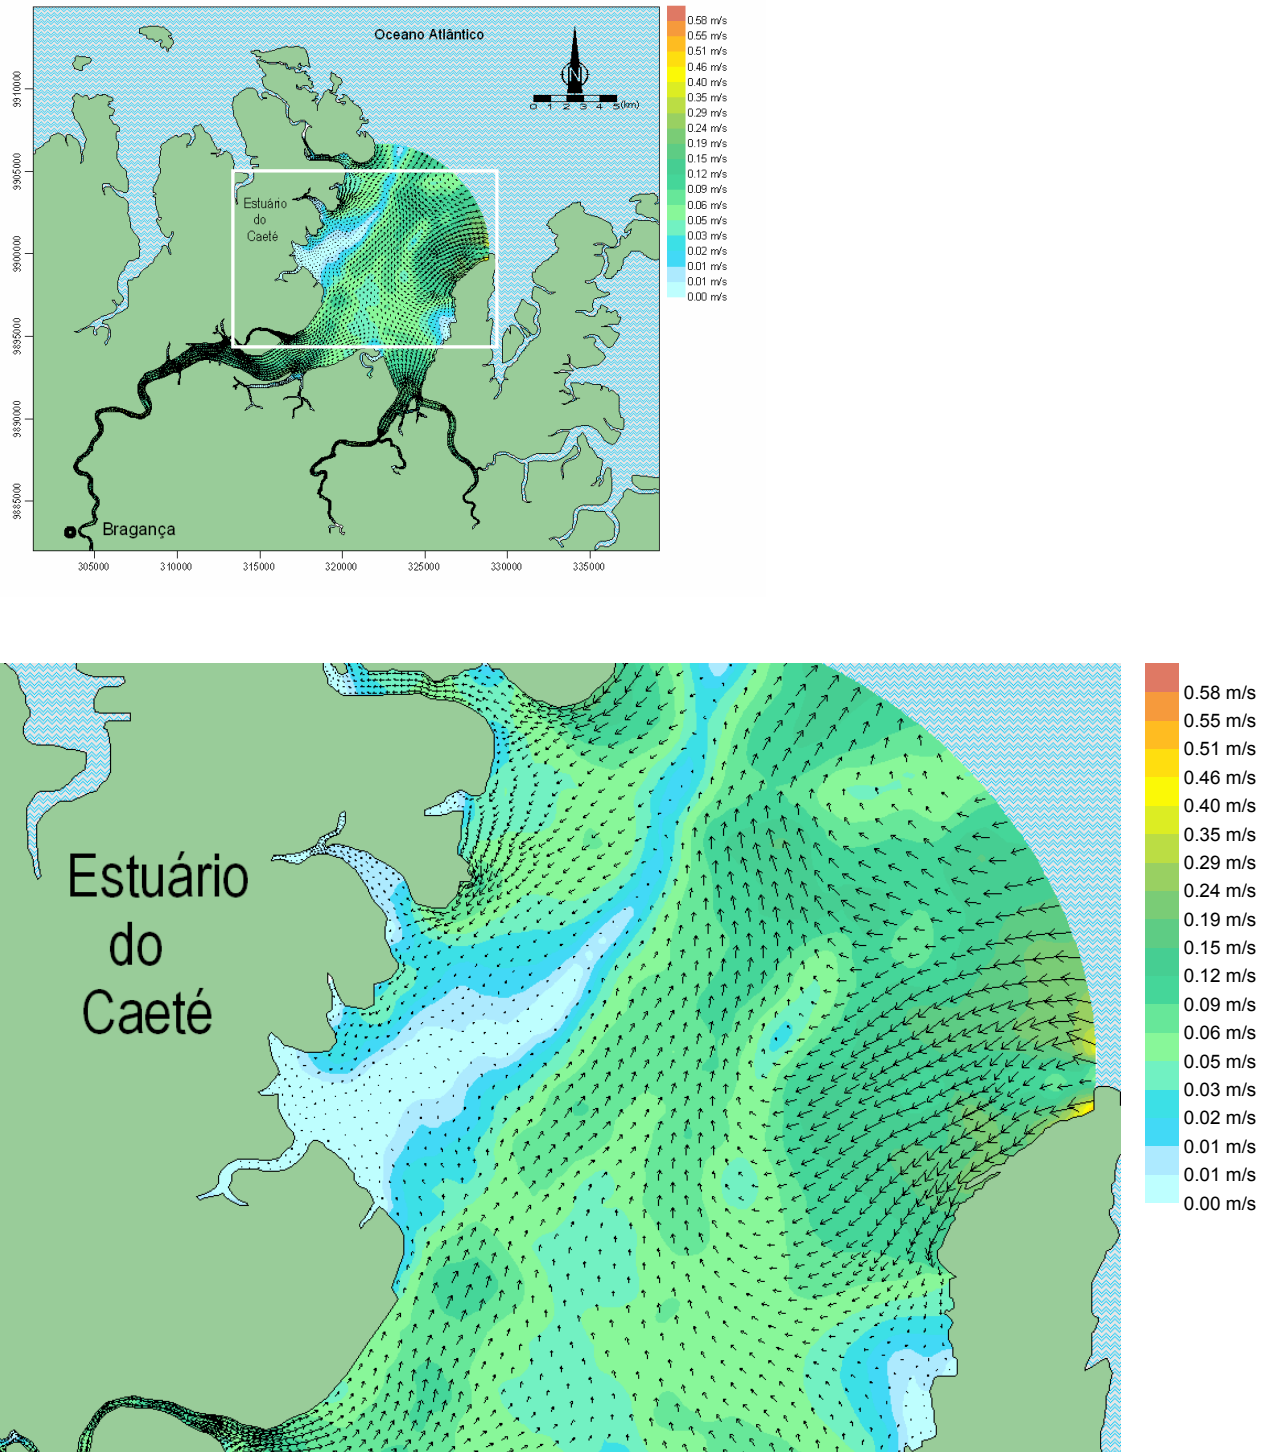 Oceano Atlântico
N
0 1 2 3 4 5 (km)
0.58 m/s
0.55 m/s
0.51 m/s
0.46 m/s
0.40 m/s
0.35 m/s
0.29 m/s
0.24 m/s
0.19 m/s
0.15 m/s
0.12 m/s
0.09 m/s
0.06 m/s
0.05 m/s
0.03 m/s
0.02 m/s
0.01 m/s
0.01 m/s
0.00 m/s
9910000
9905000
9900000
9895000
9890000
9885000
Estuário
do
Caeté
Bragança
305000 310000 315000 320000 325000 330000 335000
Estuário
do
Caeté
0.58 m/s
0.55 m/s
0.51 m/s
0.46 m/s
0.40 m/s
0.35 m/s
0.29 m/s
0.24 m/s
0.19 m/s
0.15 m/s
0.12 m/s
0.09 m/s
0.06 m/s
0.05 m/s
0.03 m/s
0.02 m/s
0.01 m/s
0.01 m/s
0.00 m/s